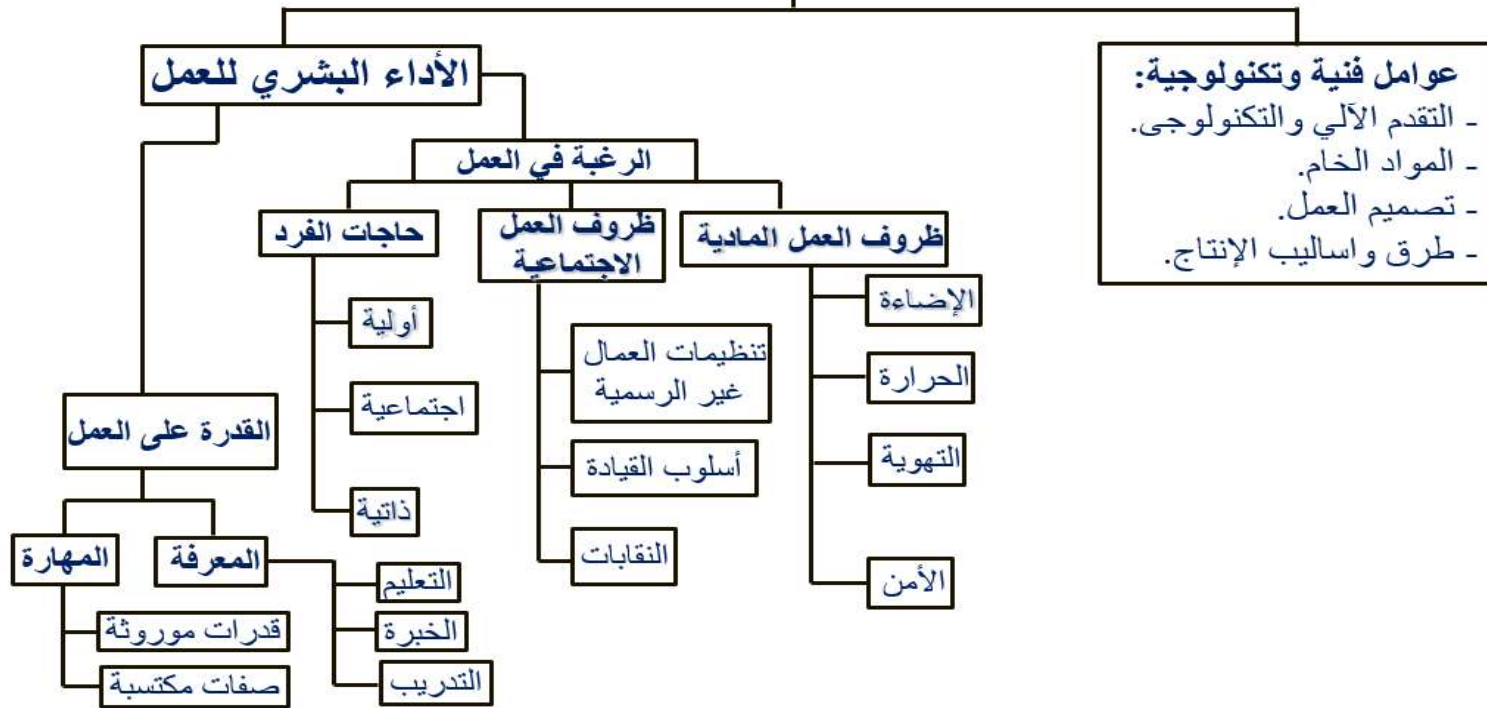 عوامل فنية وتكنولوجية:
- التقدم الآلي والتكنولوجى.
- المواد الخام.
- تصميم العمل.
- طرق واساليب الإنتاج.
الأداء البشري للعمل
الرغبة في العمل
ظروف العمل المادية
الإضاءة
الحرارة
التهوية
الأمن
ظروف العمل
الاجتماعية
تنظيمات العمال
غير الرسمية
أسلوب القيادة
النقابات
حاجات الفرد
أولية
اجتماعية
ذاتية
القدرة على العمل
المعرفة
التعليم
الخبرة
التدريب
المهارة
قدرات موروثة
صفات مكتسبة